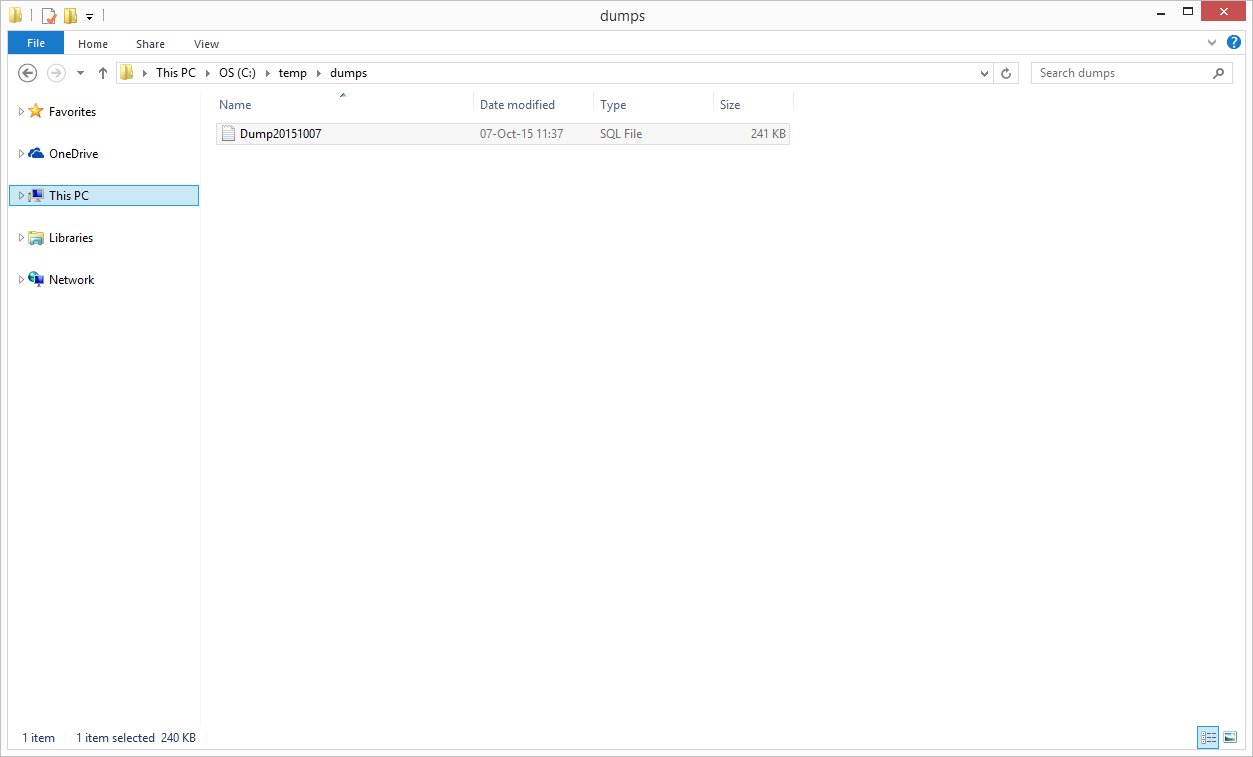 dumps
File Home Share View
This PC OS (C:) temp dumps Search dumps
Name Date modified Type Size
Favorites
Dump20151007 07-Oct-15 11:37 SQL File 241 KB
OneDrive
This PC
Libraries
Network
1 item 1 item selected 240 KB